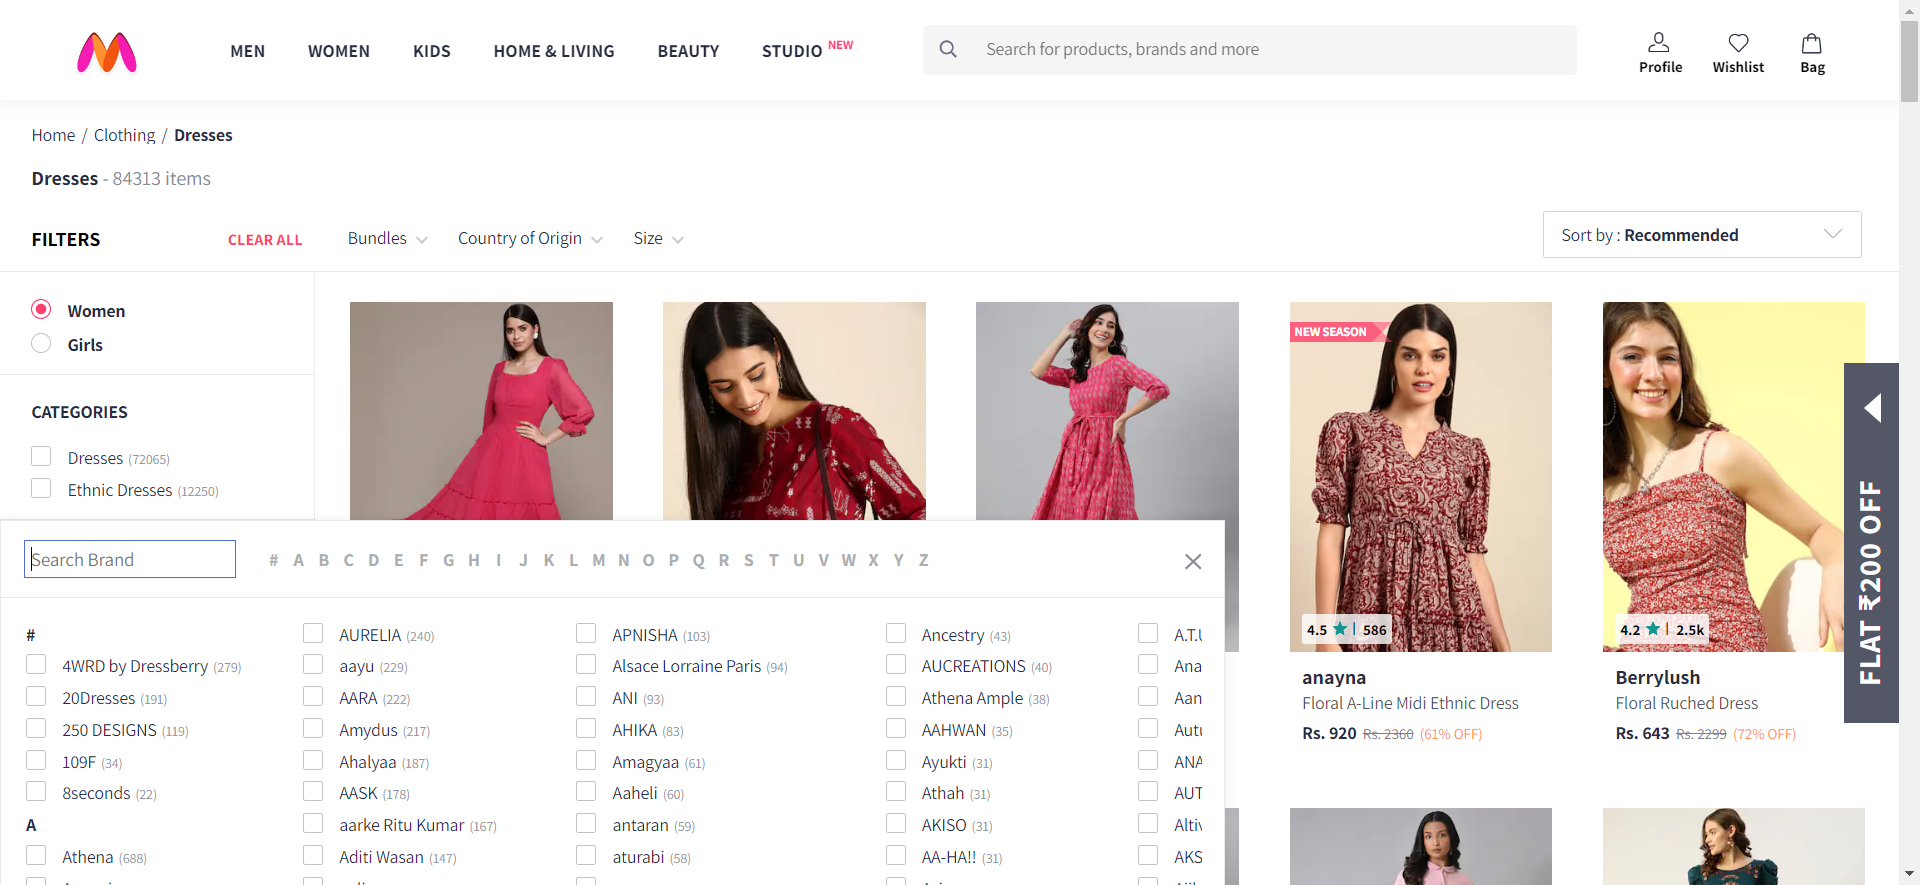 MEN WOMEN KIDS HOME & LIVING BEAUTY STUDIO NEW
Search for products, brands and more
Profile Wishlist Bag
Home / Clothing / Dresses
Dresses - 84313 items
FILTERS CLEAR ALL Bundles Country of Origin Size Sort by : Recommended
Women
Girls
CATEGORIES
Dresses (72065)
Ethnic Dresses (12250)
NEW SEASON
Search Brand # A B C D E F G H I J K L M N O P Q R S T U V W X Y Z
#
4WRD by Dressberry (279)
20Dresses (191)
250 DESIGNS (119)
109F (34)
8seconds (22)
A
Athena (688)
AURELIA (240)
aayu (229)
AARA (222)
Amydus (217)
Ahalyaa (187)
AASK (178)
aarke Ritu Kumar (167)
Aditi Wasan (147)
APNISHA (103)
Alsace Lorraine Paris (94)
ANI (93)
AHIKA (83)
Amagyaa (61)
Aaheli (60)
antaran (59)
aturabi (58)
Ancestry (43)
AUCREATIONS (40)
Athena Ample (38)
AAHWAN (35)
Ayukti (31)
Athah (31)
AKISO (31)
AA-HA!! (31)
Ana
Aan
ANA
AUT
AKS
4.5 | 586
anayna
Floral A-Line Midi Ethnic Dress
Rs. 920 Rs. 2360 (61% OFF)
4.2 | 2.5k
Berrylush
Floral Ruched Dress
Rs. 643 Rs. 2299 (72% OFF)
FLAT ₹200 OFF